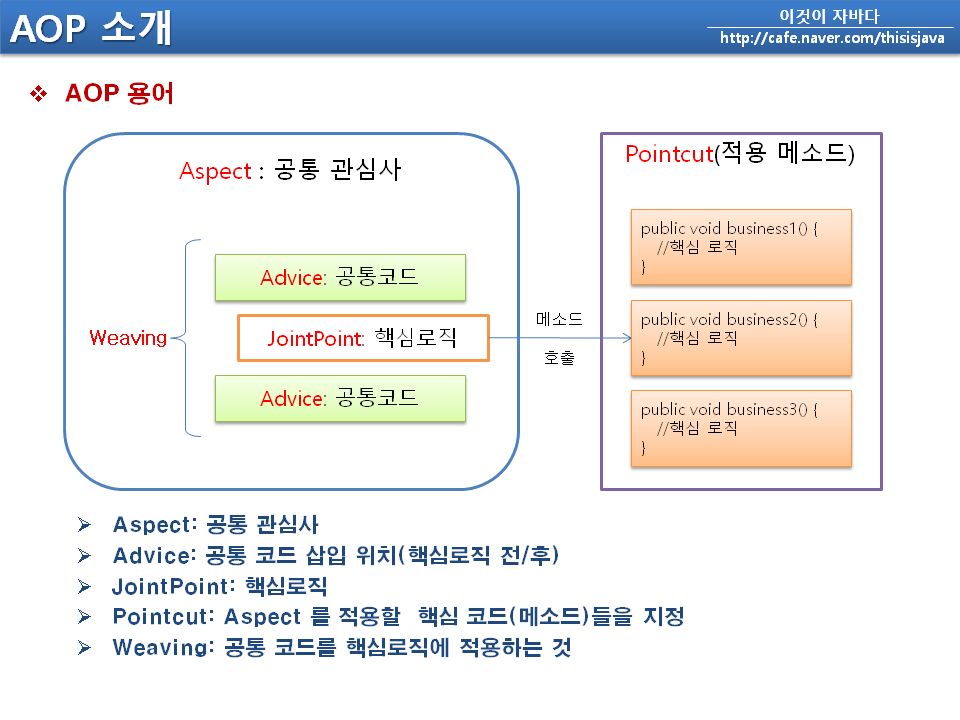 AOP 소개
이것이 자바다
http://cafe.naver.com/thisisjava
AOP 용어
Aspect : 공통 관심사
Weaving
Advice: 공통코드
JointPoint: 핵심로직
Advice: 공통코드
메소드
호출
Pointcut(적용 메소드)
public void business1() {
//핵심 로직
}
public void business2() {
//핵심 로직
}
public void business3() {
//핵심 로직
}
Aspect: 공통 관심사
Advice: 공통 코드 삽입 위치(핵심로직 전/후)
JointPoint: 핵심로직
Pointcut: Aspect 를 적용할 핵심 코드(메소드)들을 지정
Weaving: 공통 코드를 핵심로직에 적용하는 것